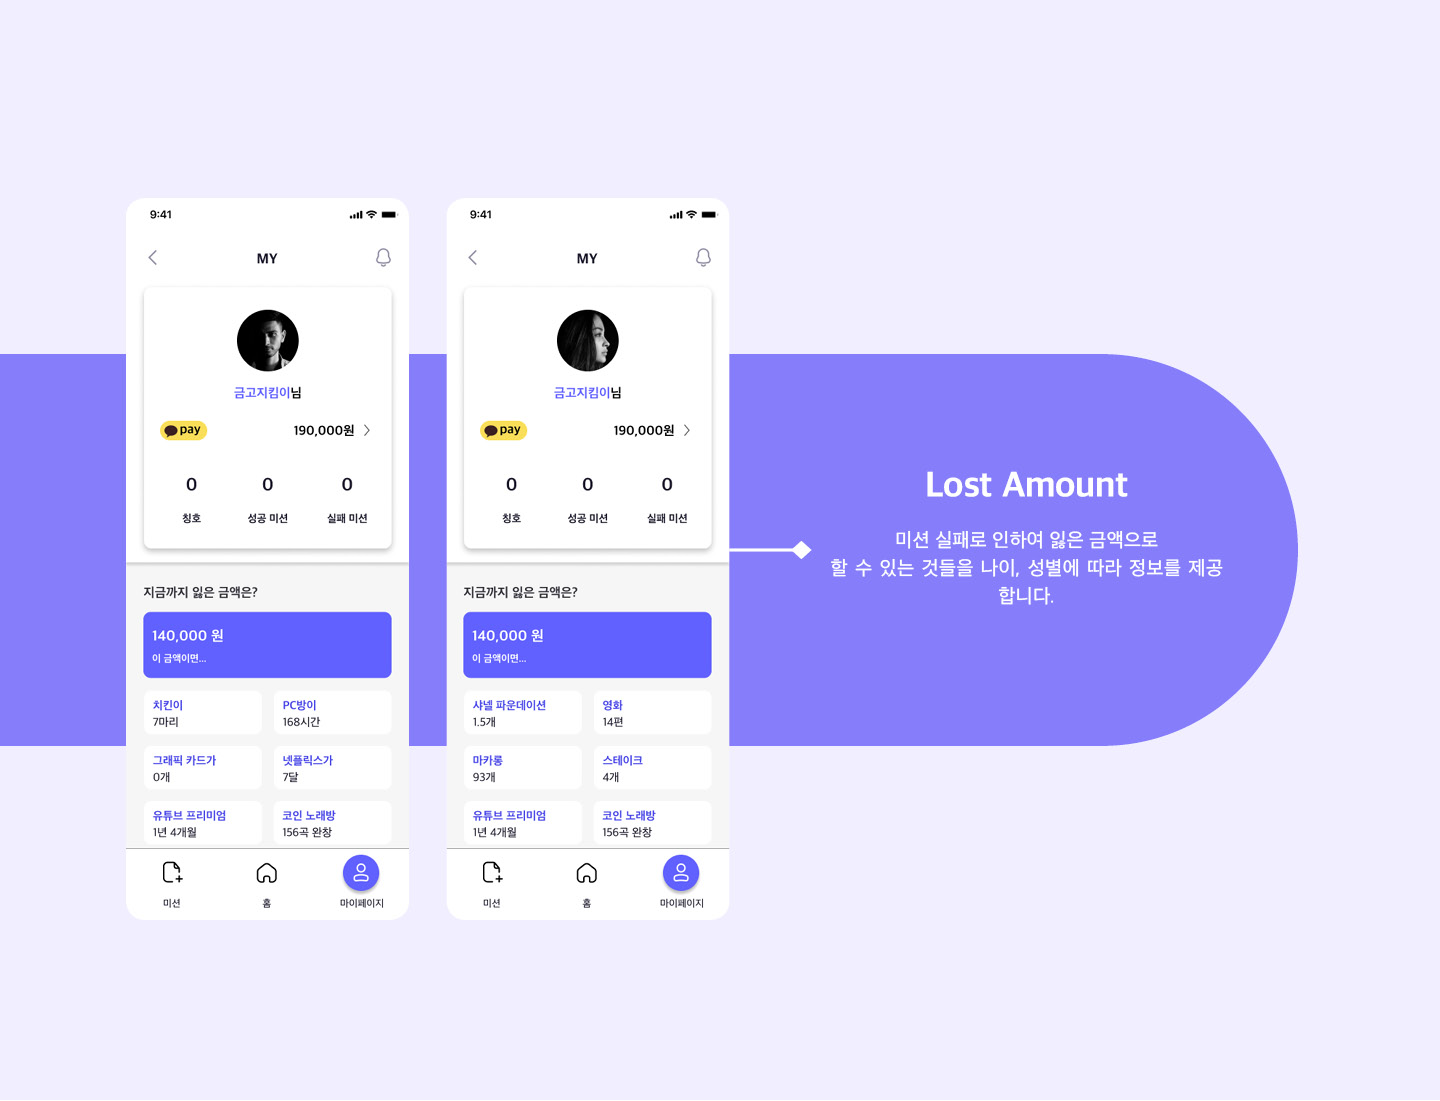 9:41
MY
금고지킴이님
pay
190,000원
0 0 0
칭호 성공 미션 실패 미션
지금까지 잃은 금액은?
140,000 원
이 금액이면...
치킨이 PC방이
7마리 168시간
그래픽 카드가 넷플릭스가
0개 7달
유튜브 프리미엄 코인 노래방
1년 4개월 156곡 완창
미션 홈 마이페이지
9:41
MY
금고지킴이님
pay
190,000원
0 0 0
칭호 성공 미션 실패 미션
지금까지 잃은 금액은?
140,000 원
이 금액이면...
샤넬 파운데이션 영화
1.5개 14편
마카롱 스테이크
93개 4개
유튜브 프리미엄 코인 노래방
1년 4개월 156곡 완창
미션 홈 마이페이지
Lost Amount
미션 실패로 인하여 잃은 금액으로
할 수 있는 것들을 나이, 성별에 따라 정보를 제공
합니다.